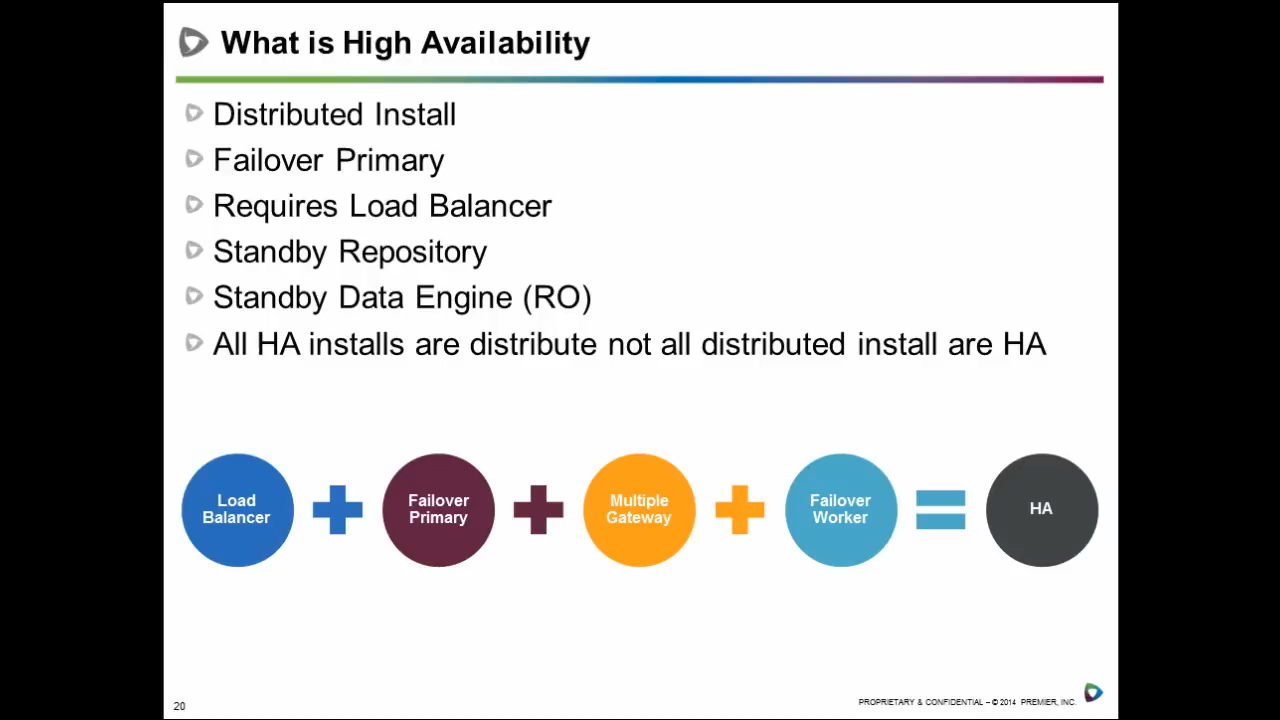 What is High Availability
Distributed Install
Failover Primary
Requires Load Balancer
Standby Repository
Standby Data Engine (RO)
All HA installs are distribute not all distributed install are HA
Load
Balancer
Failover
Primary
Multiple
Gateway
Failover
Worker
HA
20
PROPRIETARY & CONFIDENTIAL – © 2014 PREMIER, INC.